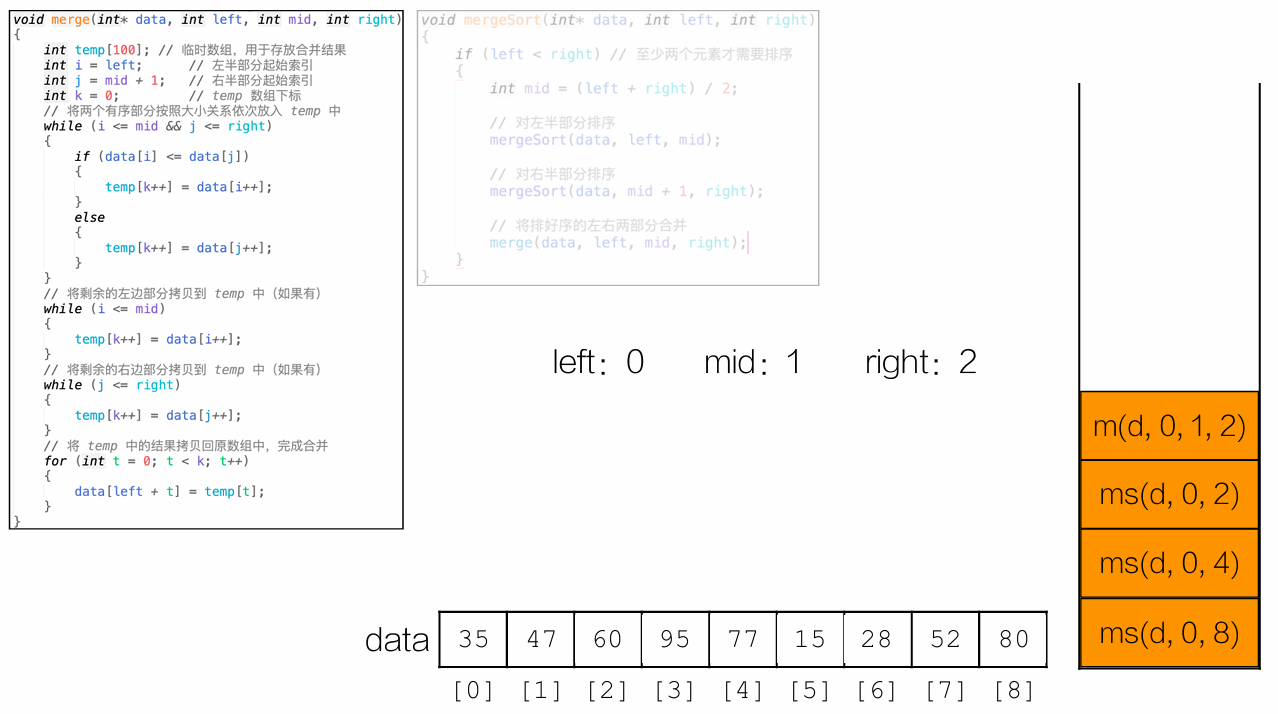 void merge(int* data, int left, int mid, int right)
{
    int temp[100]; // 临时数组，用于存放合并结果
    int i = left;      // 左半部分起始索引
    int j = mid + 1;   // 右半部分起始索引
    int k = 0;         // temp 数组下标
    // 将两个有序部分按照大小关系依次放入 temp 中
    while (i <= mid && j <= right)
    {
        if (data[i] <= data[j])
        {
            temp[k++] = data[i++];
        }
        else
        {
            temp[k++] = data[j++];
        }
    }
    // 将剩余的左边部分拷贝到 temp 中（如果有）
    while (i <= mid)
    {
        temp[k++] = data[i++];
    }
    // 将剩余的右边部分拷贝到 temp 中（如果有）
    while (j <= right)
    {
        temp[k++] = data[j++];
    }
    // 将 temp 中的结果拷贝回原数组中，完成合并
    for (int t = 0; t < k; t++)
    {
        data[left + t] = temp[t];
    }
}
void mergeSort(int* data, int left, int right)
{
    if (left < right) // 至少两个元素才需要排序
    {
        int mid = (left + right) / 2;
        // 对左半部分排序
        mergeSort(data, left, mid);
        // 对右半部分排序
        mergeSort(data, mid + 1, right);
        // 将排好序的左右两部分合并
        merge(data, left, mid, right);
    }
}
left：0 mid：1 right：2
m(d, 0, 1, 2)
ms(d, 0, 2)
ms(d, 0, 4)
ms(d, 0, 8)
data 35 47 60 95 77 15 28 52 80
[0] [1] [2] [3] [4] [5] [6] [7] [8]